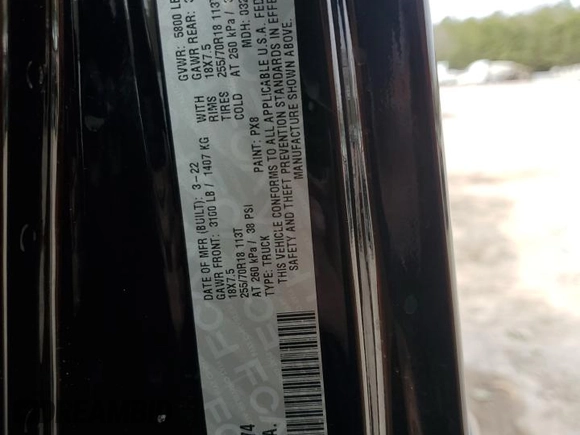 GVWR: 5800 LB
DATE OF MFR (BUILT): 3-22 GAWR REAR:
GAWR FRONT: 3100 LB / 1407 KG WITH 18X7.5
18X7.5 RIMS 255/70R18 113T
255/70R18 113T TIRES AT 260 kPa /
AT 260 kPa / 38 PSI COLD MDH: 032
TYPE: TRUCK PAINT: PX8
THIS VEHICLE CONFORMS TO ALL APPLICABLE U.S.A. FED
SAFETY AND THEFT PREVENTION STANDARDS IN EFFE
MANUFACTURE SHOWN ABOVE.
74
A.